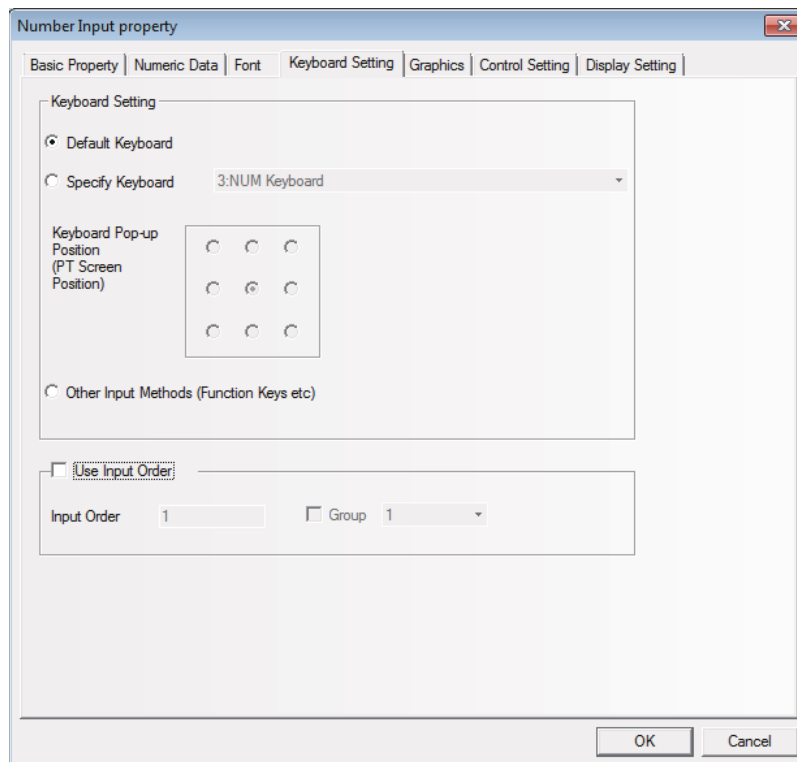 Number Input property
Basic Property Numeric Data Font Keyboard Setting Graphics Control Setting Display Setting
Keyboard Setting
Default Keyboard
Specify Keyboard 3:NUM Keyboard
Keyboard Pop-up
Position
(PT Screen
Position)
Other Input Methods (Function Keys etc)
Use Input Order
Input Order 1 Group 1
OK Cancel